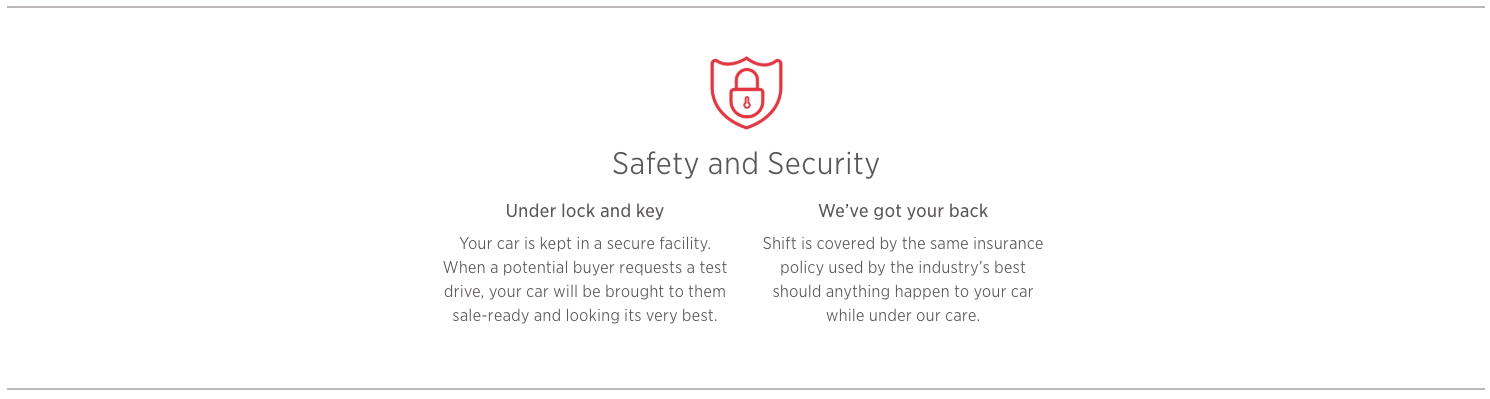 Safety and Security
Under lock and key
Your car is kept in a secure facility.
When a potential buyer requests a test
drive, your car will be brought to them
sale-ready and looking its very best.
We’ve got your back
Shift is covered by the same insurance
policy used by the industry’s best
should anything happen to your car
while under our care.